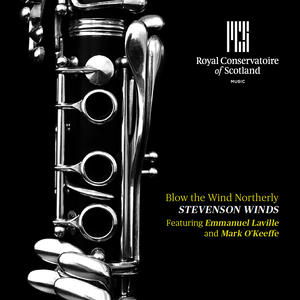 Royal Conservatoire
of Scotland
MUSIC
Blow the Wind Northerly
STEVENSON WINDS
Featuring Emmanuel Laville
and Mark O'Keeffe